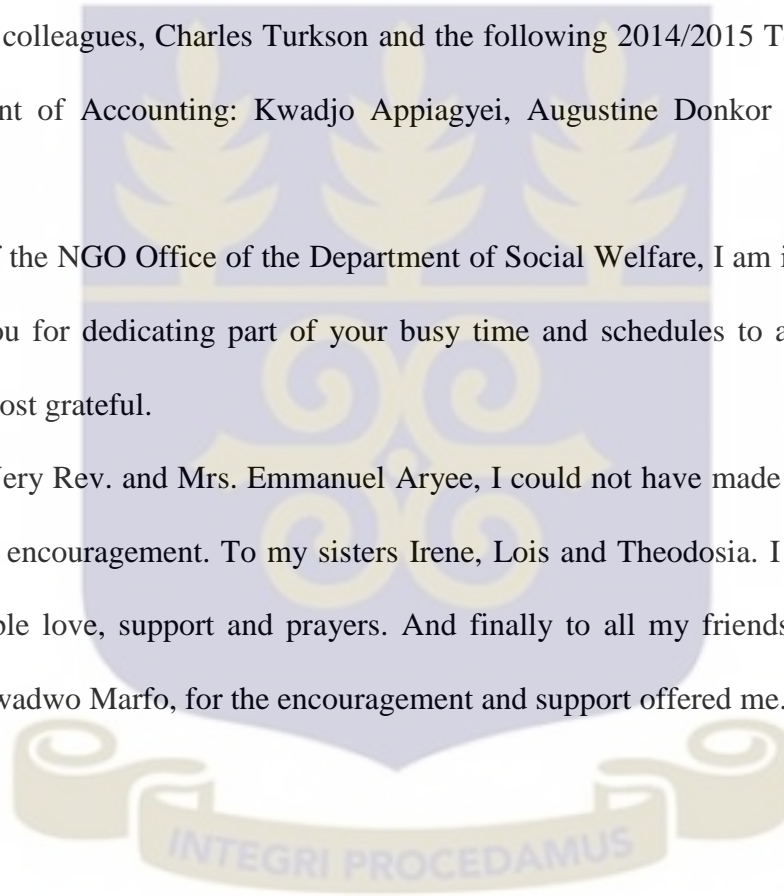 colleagues, Charles Turkson and the following 2014/2015 T
nt of Accounting: Kwadjo Appiagyei, Augustine Donkor
the NGO Office of the Department of Social Welfare, I am i
ou for dedicating part of your busy time and schedules to a
ost grateful.
Very Rev. and Mrs. Emmanuel Aryee, I could not have made
encouragement. To my sisters Irene, Lois and Theodosia. I
ble love, support and prayers. And finally to all my friends
wadwo Marfo, for the encouragement and support offered me.
INTEGRI PROCEDAMUS